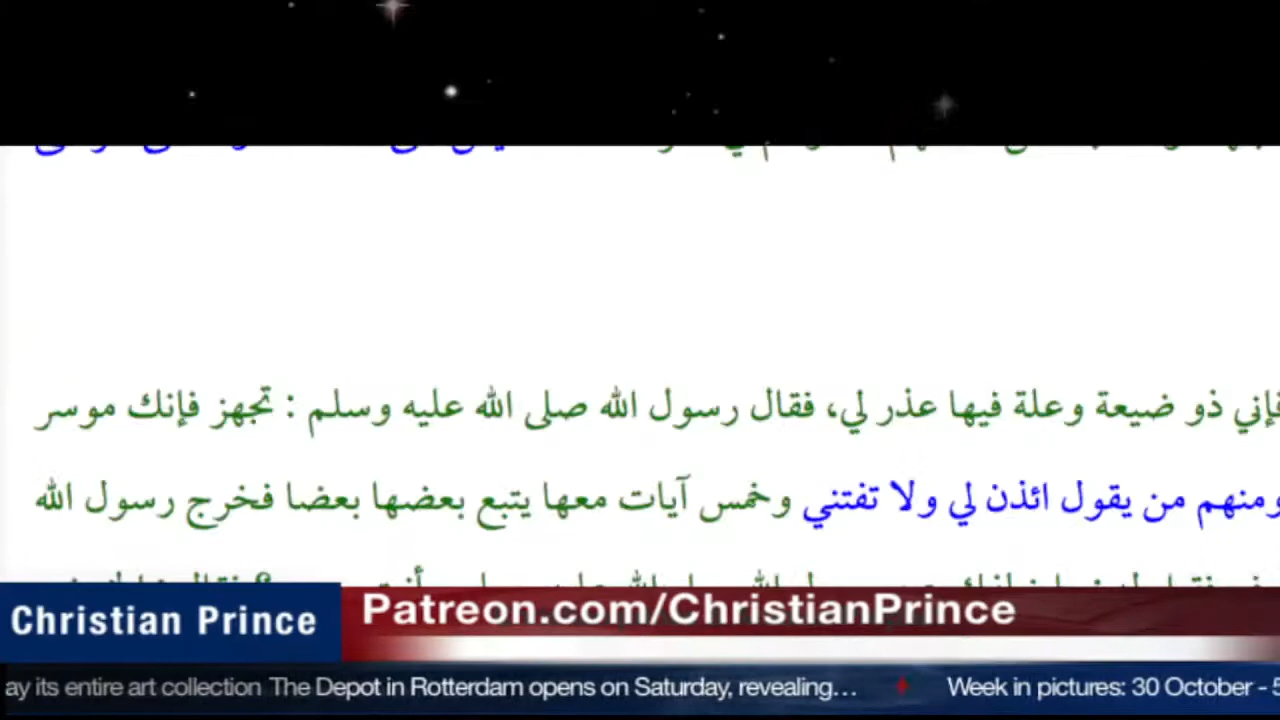 فإني ذو ضيعة وعلة فيها عذر لي، فقال رسول الله صلى الله عليه وسلم : تجهز فإنك موسر
ومنهم من يقول ائذن لي ولا تفتني وخمس آيات معها يتبع بعضها بعضا فخرج رسول الله
Christian Prince
Patreon.com/ChristianPrince
ay its entire art collection The Depot in Rotterdam opens on Saturday, revealing... Week in pictures: 30 October - 5